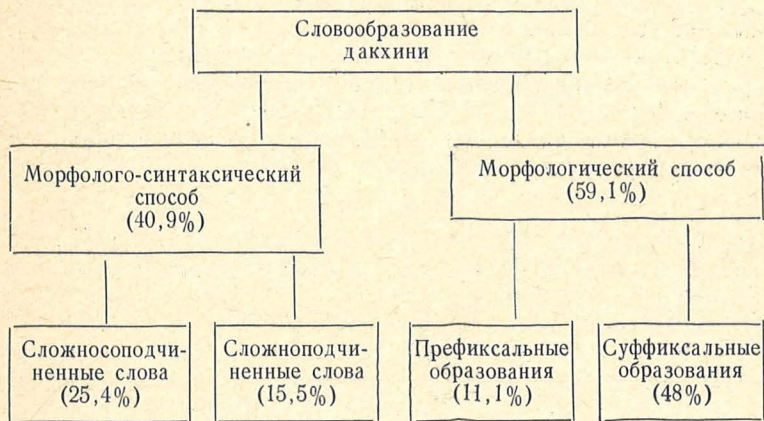 Словообразование
дакхини
Морфолого-синтаксический
способ
(40,9%)
Морфологический способ
(59,1%)
Сложносоподчи-
ненные слова
(25,4%)
Сложноподчи-
ненные слова
(15,5%)
Префиксальные
образования
(11,1%)
Суффиксальные
образования
(48%)